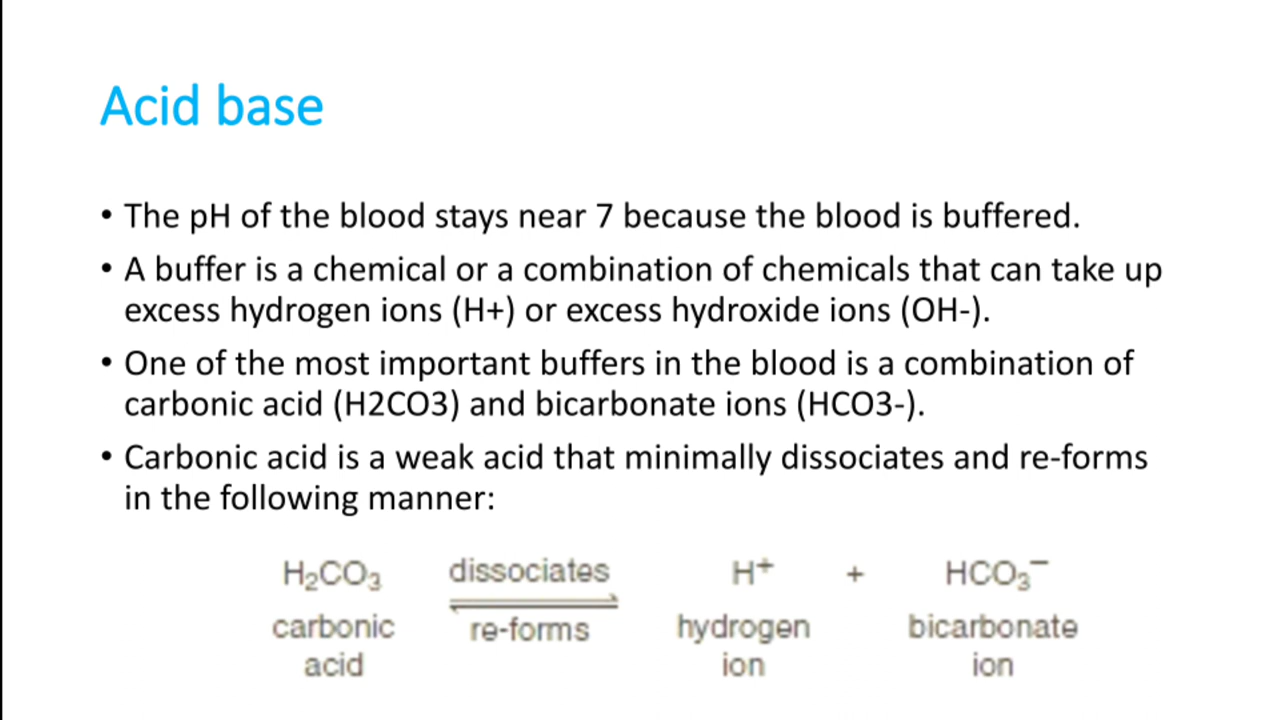 Acid base
• The pH of the blood stays near 7 because the blood is buffered.
• A buffer is a chemical or a combination of chemicals that can take up
excess hydrogen ions (H+) or excess hydroxide ions (OH-).
• One of the most important buffers in the blood is a combination of
carbonic acid (H2CO3) and bicarbonate ions (HCO3-).
• Carbonic acid is a weak acid that minimally dissociates and re-forms
in the following manner:
H₂CO₃ dissociates H⁺ + HCO₃⁻
carbonic re-forms hydrogen bicarbonate
acid ion ion